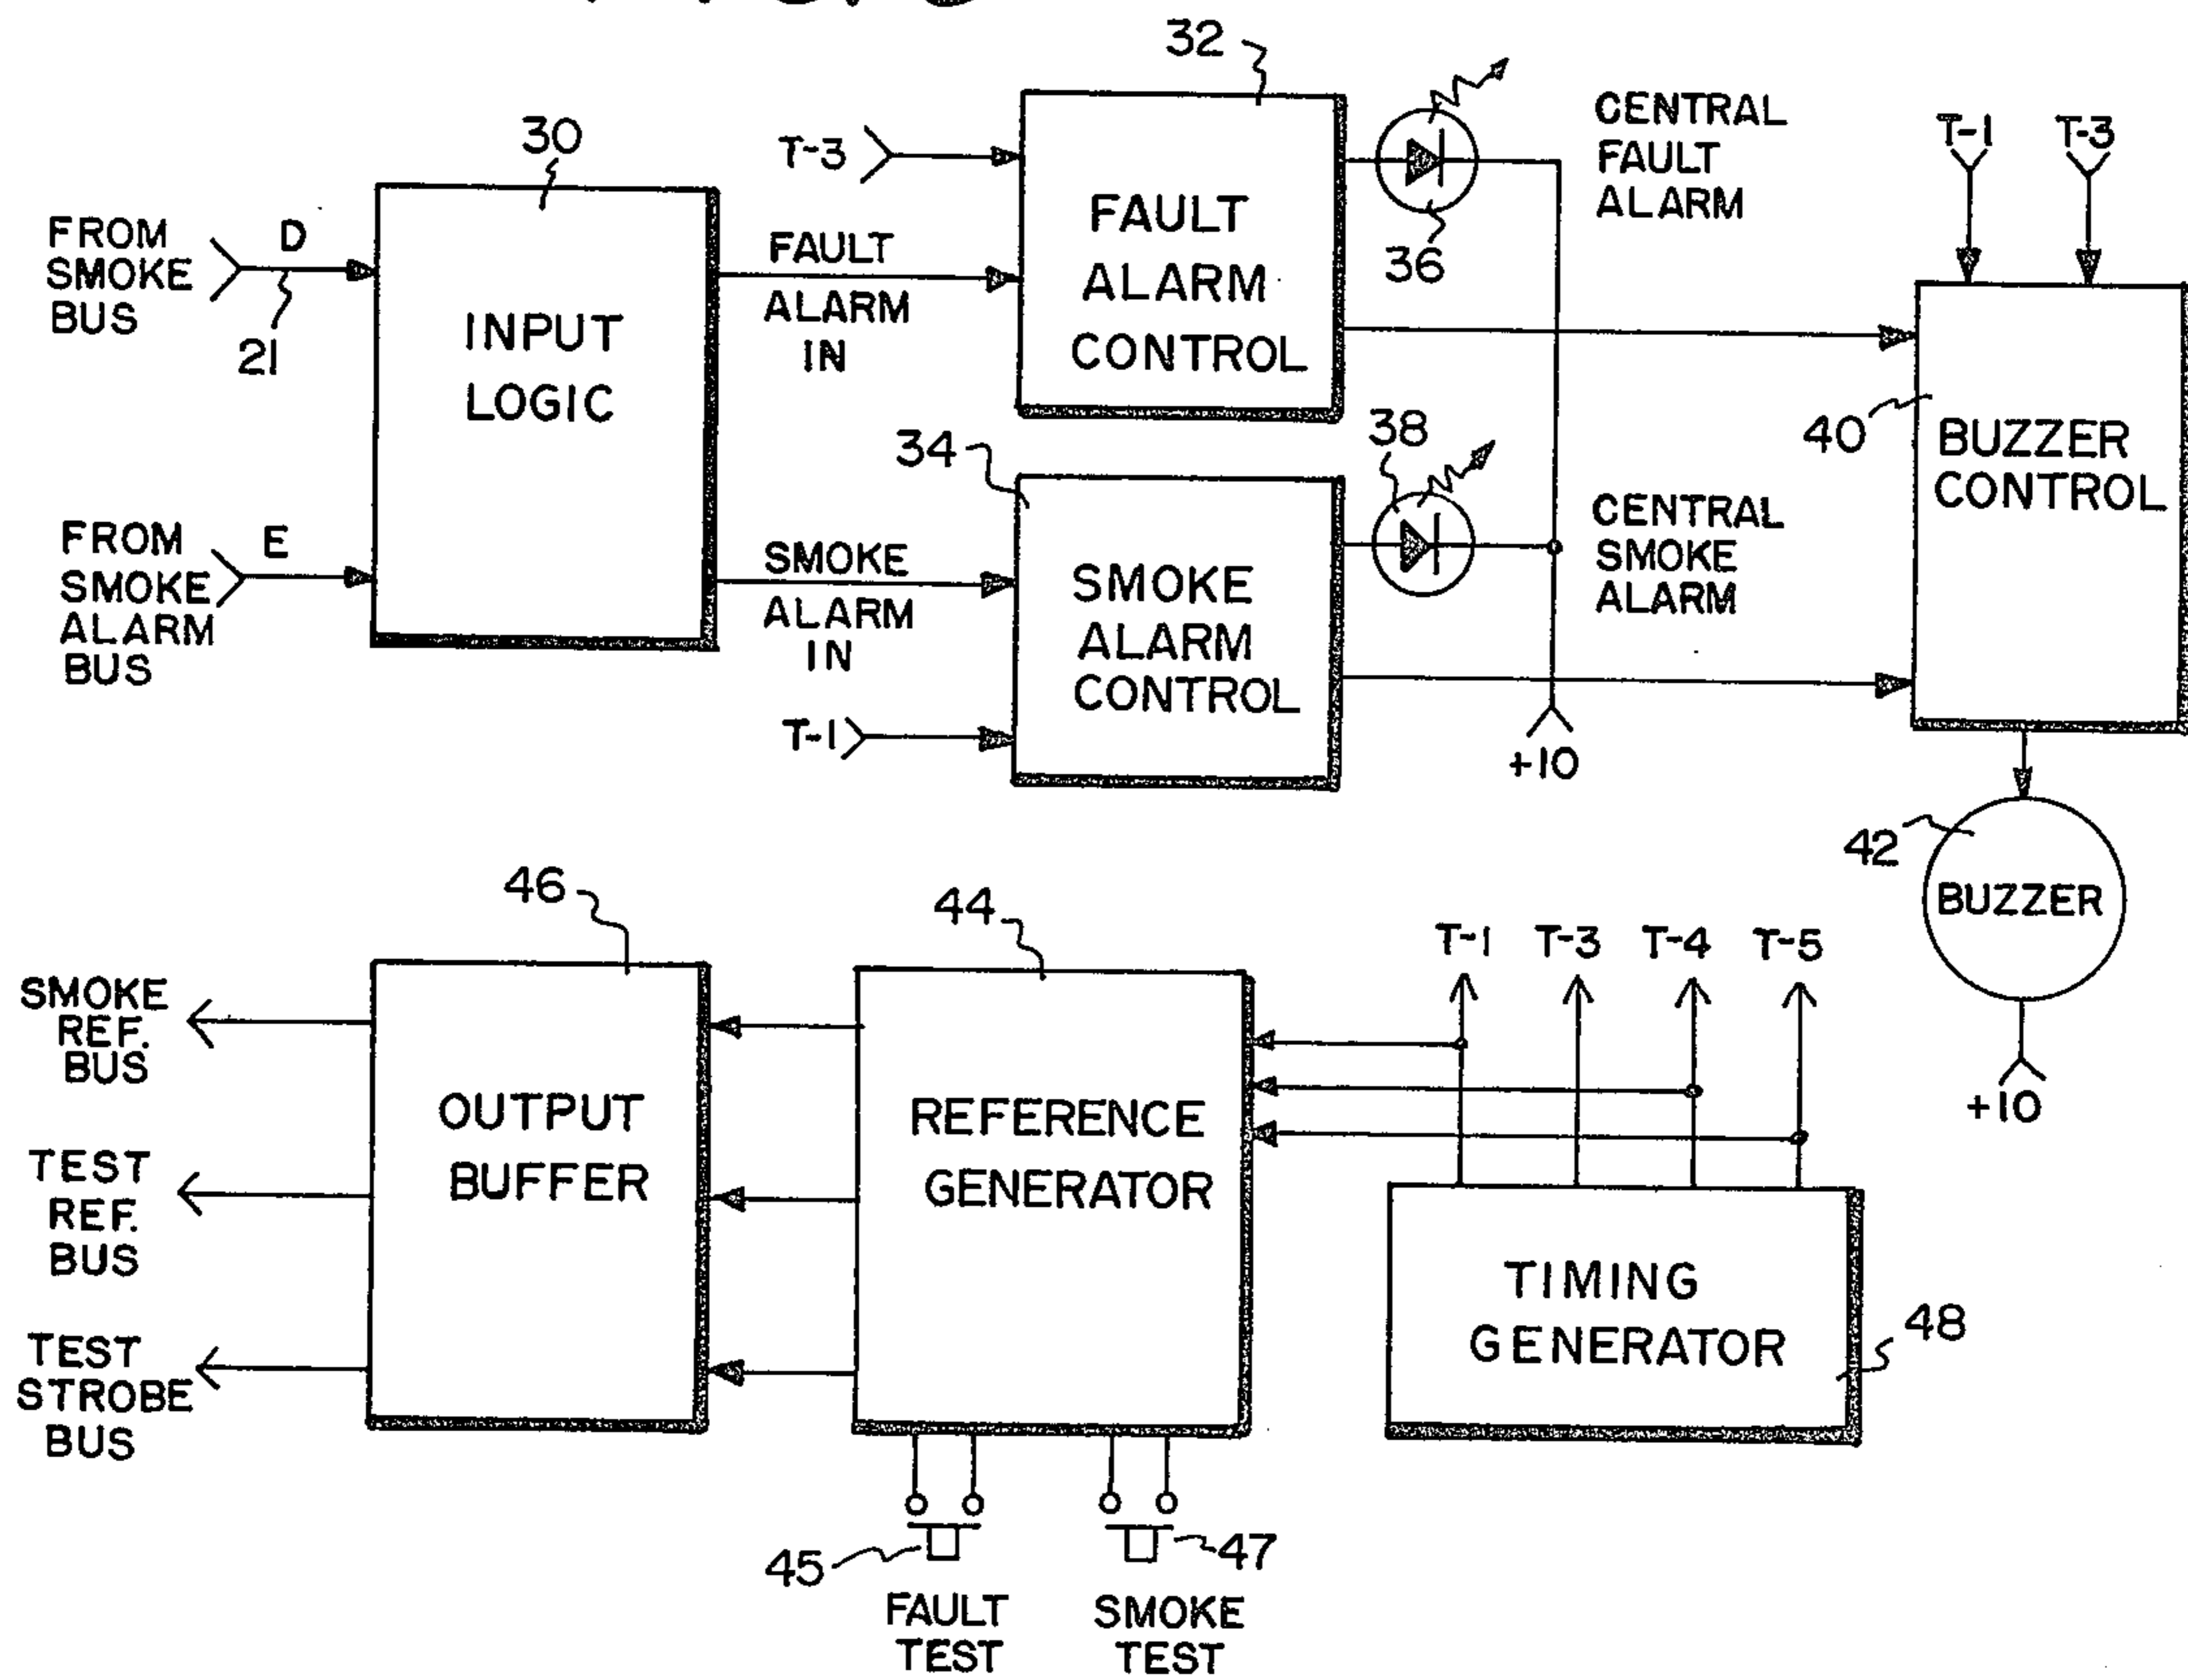 32
30
T-3
CENTRAL
FAULT
ALARM
T-1
T-3
FROM
SMOKE
BUS
D
21
FAULT
ALARM
IN
FAULT
ALARM
CONTROL
36
INPUT
LOGIC
34
38
40
BUZZER
CONTROL
FROM
SMOKE
ALARM
BUS
E
SMOKE
ALARM
IN
T-1
SMOKE
ALARM
CONTROL
CENTRAL
SMOKE
ALARM
+10
42
BUZZER
+10
46
44
T-1
T-3
T-4
T-5
SMOKE
REF.
BUS
TEST
REF.
BUS
TEST
STROBE
BUS
OUTPUT
BUFFER
REFERENCE
GENERATOR
TIMING
GENERATOR
48
45
47
FAULT
TEST
SMOKE
TEST